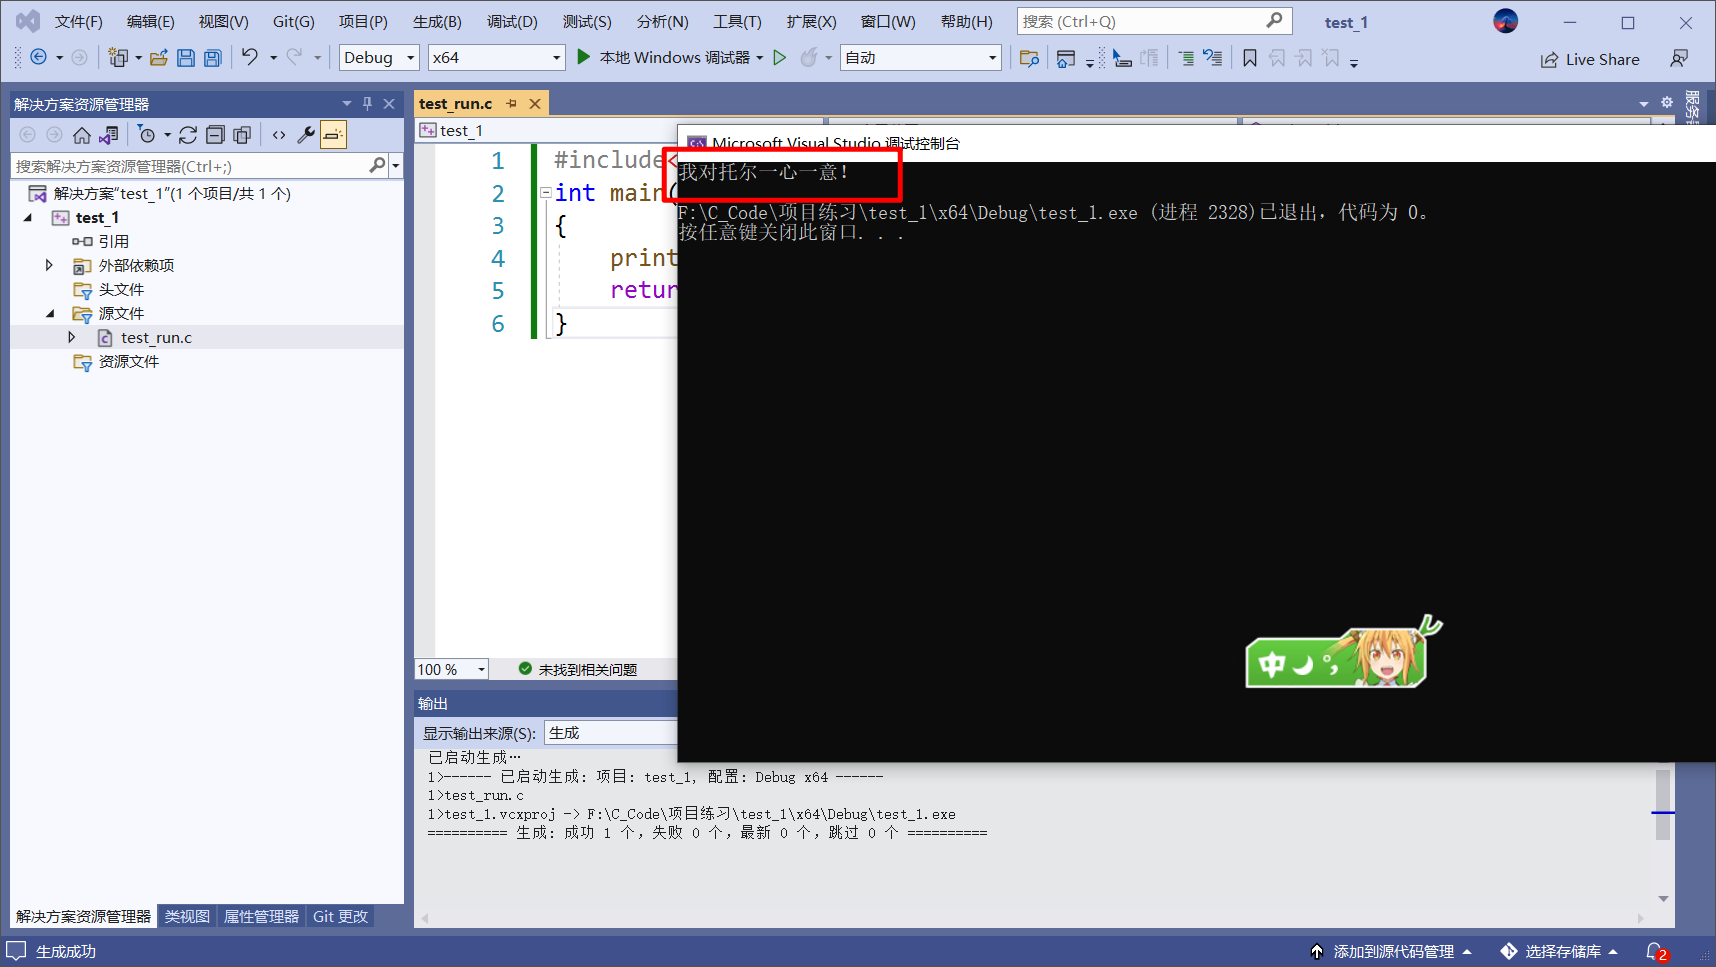 文件(F) 编辑(E) 视图(V) Git(G) 项目(P) 生成(B) 调试(D) 测试(S) 分析(N) 工具(T) 扩展(X) 窗口(W) 帮助(H) 搜索 (Ctrl+Q) test_1
Debug x64 本地 Windows 调试器 自动 Live Share
解决方案资源管理器
搜索解决方案资源管理器(Ctrl+;)
解决方案"test_1"(1 个项目/共 1 个)
test_1
引用
外部依赖项
头文件
源文件
test_run.c
资源文件
解决方案资源管理器 类视图 属性管理器 Git 更改
test_run.c
test_1
1 #include<
2 int main(
3 {
4 print
5 retur
6 }
Microsoft Visual Studio 调试控制台
我对托尔一心一意!
F:\C_Code\项目练习\test_1\x64\Debug\test_1.exe (进程 2328)已退出，代码为 0。
按任意键关闭此窗口. . .
中
100 % 未找到相关问题
输出
显示输出来源(S): 生成
已启动生成…
1>------ 已启动生成: 项目: test_1, 配置: Debug x64 ------
1>test_run.c
1>test_1.vcxproj -> F:\C_Code\项目练习\test_1\x64\Debug\test_1.exe
========== 生成: 成功 1 个，失败 0 个，最新 0 个，跳过 0 个 ==========
生成成功 添加到源代码管理 选择存储库 2